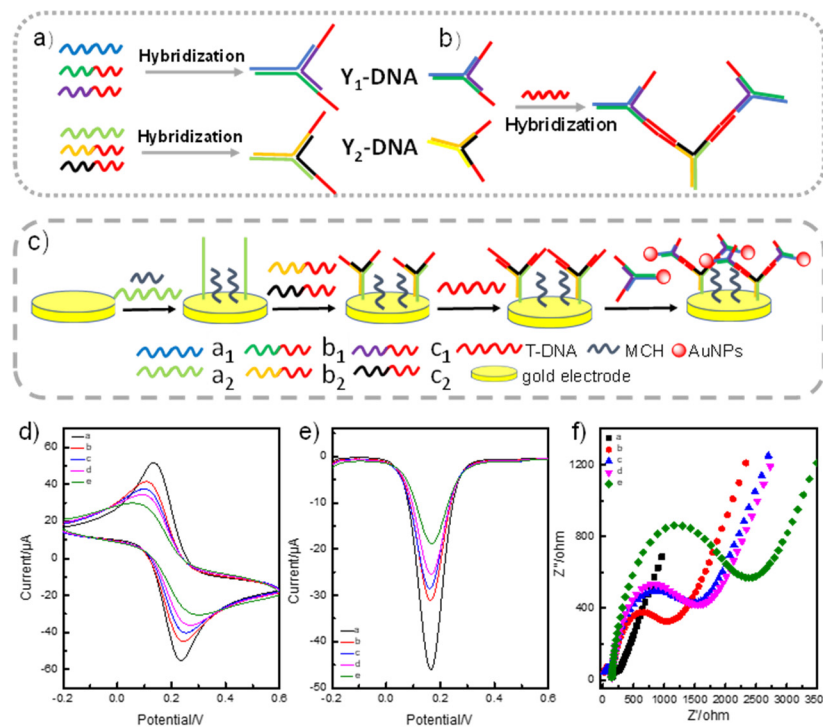 a)
Hybridization
Y1-DNA
b)
Hybridization
Hybridization
Y2-DNA
c)
a1 b1 c1 T-DNA MCH AuNPs
a2 b2 c2 gold electrode
d)
a
b
c
d
e
60
40
20
0
-20
-40
-60
-0.2 0.0 0.2 0.4 0.6
Current/µA
Potential/V
e)
0
-10
-20
-30
-40
-50
-0.2 0.0 0.2 0.4 0.6
Current/µA
Potential/V
a
b
c
d
e
f)
a
b
c
d
e
1200
800
400
0
0 500 1000 1500 2000 2500 3000 3500
Z''/ohm
Z'/ohm